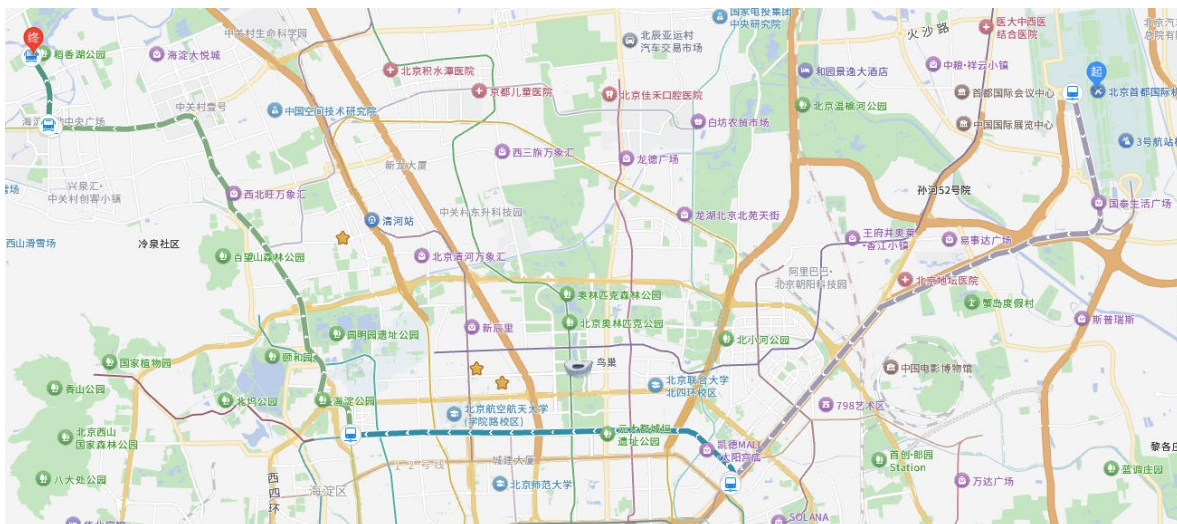 国家电投集团
中央研究院
火沙路
医大中西医
结合医院
中关村生命科学园
北辰亚运村
汽车交易市场
终
稻香湖公园
海淀大悦城
中粮·祥云小镇
北京积水潭医院
和园景逸大酒店
起
京都儿童医院
北京佳禾口腔医院
首都国际会议中心
北京首都国际机
中关村壹号
中国空间技术研究院
北京温榆河公园
中央广场
白坊农贸市场
中国国际展览中心
3号航站楼
西三旗万象汇
龙德广场
新龙大厦
兴泉汇·
中关村创客小镇
雪场
西北旺万象汇
孙河52号院
国泰生活广场
中关村东升科技园
龙湖北京北苑天街
清河站
西山滑雪场
冷泉社区
王府井奥莱
·香江小镇
易事达广场
百望山森林公园
北京清河万象汇
阿里巴巴·
北京朝阳科技园
北京地坛医院
奥林匹克森林公园
蟹岛度假村
斯普瑞斯
圆明园遗址公园
新辰里
北京奥林匹克公园
北小河公园
国家植物园
颐和园
鸟巢
中国电影博物馆
香山公园
北京联合大学
北四环校区
北坞公园
海淀公园
798艺术区
北京航空航天大学
(学院路校区)
北京西山
国家森林公园
元大都城垣
遗址公园
凯德MALL
太阳宫店
黎各庄
首创·郎园
Station
12号线
城建大厦
蓝调庄园
八大处公园
西四环
海淀区
北京师范大学
万达广场
SOLANA